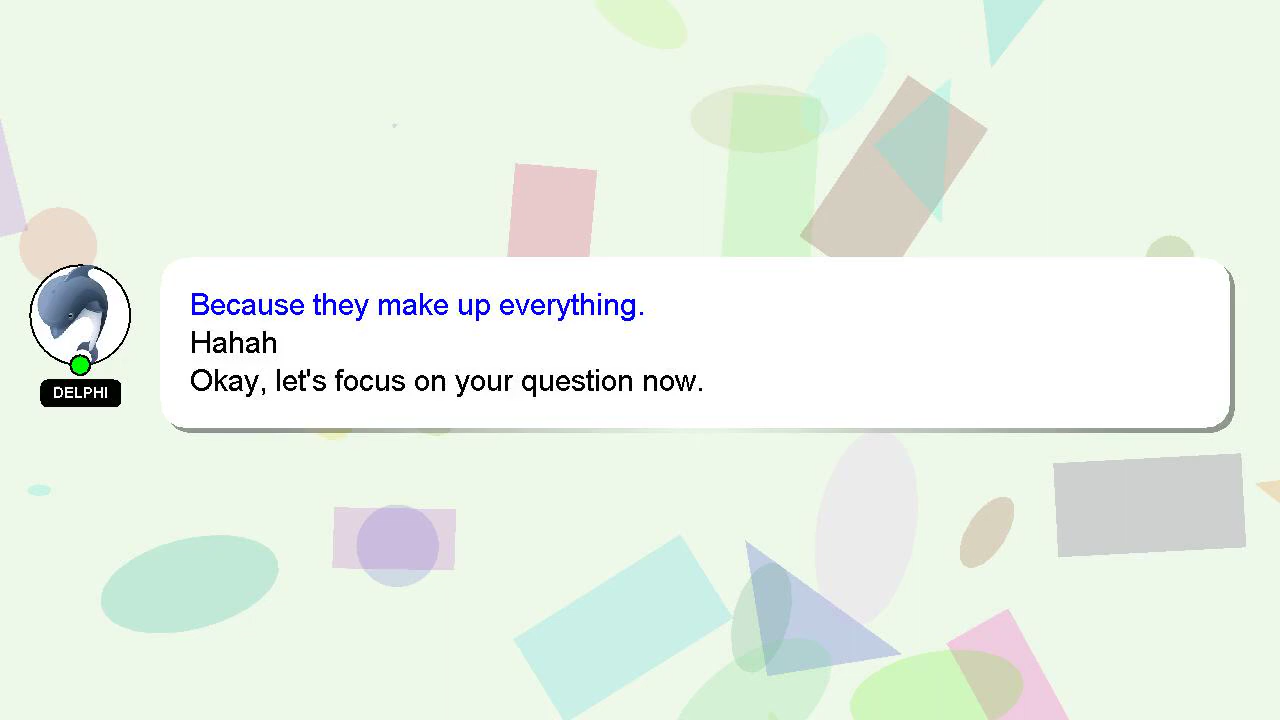 Because they make up everything.
Hahah
Okay, let's focus on your question now.
DELPHI